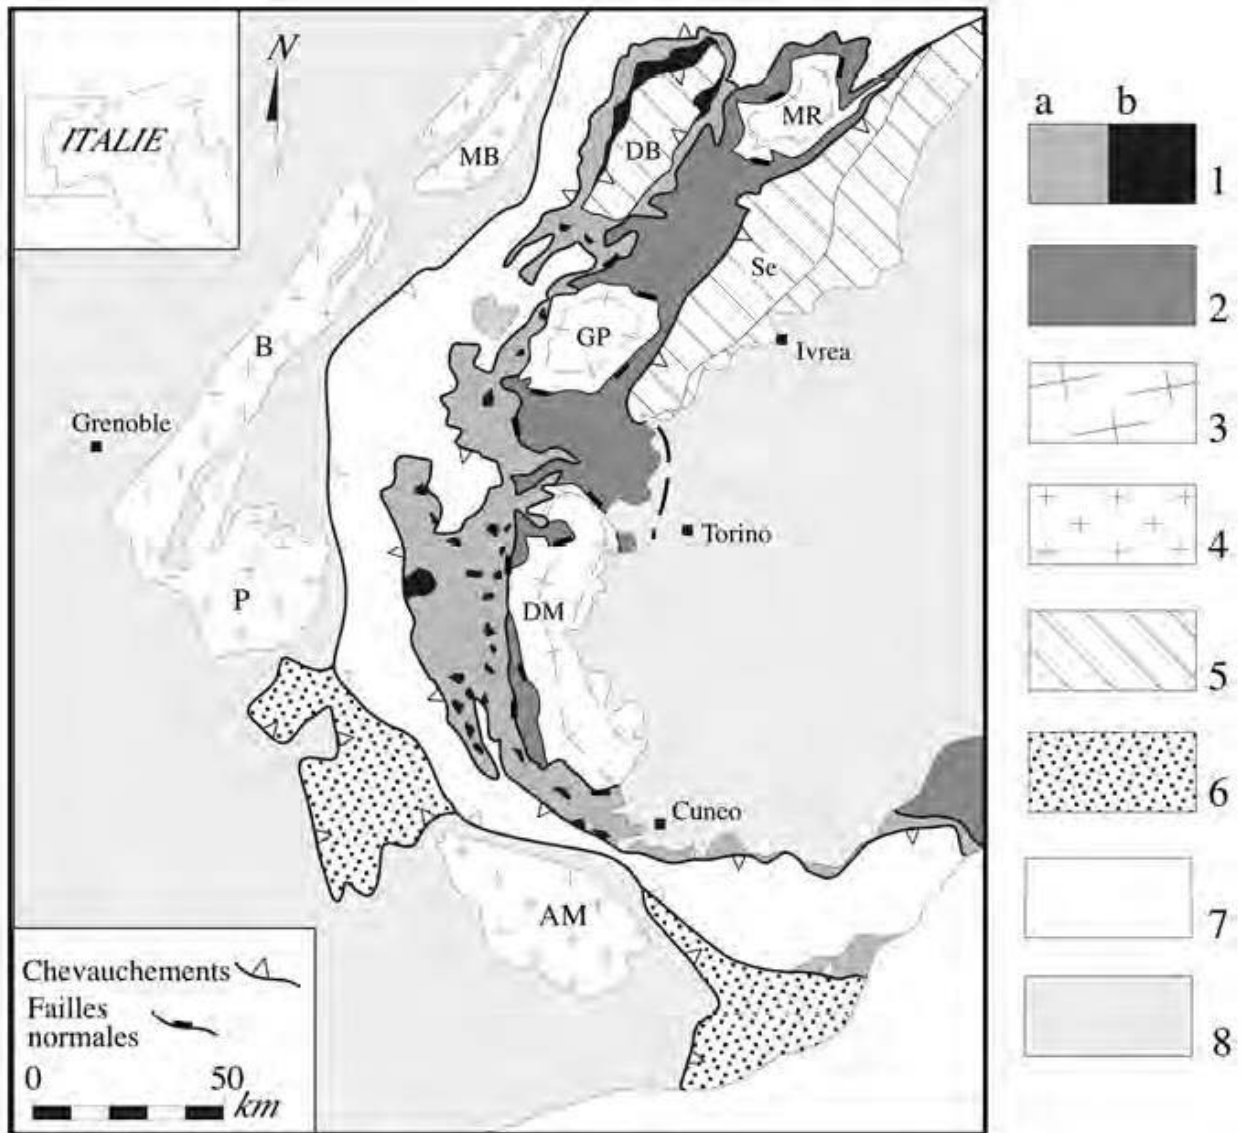 N
ITALIE
MB
DB
MR
B
Se
GP
Ivrea
Grenoble
Torino
P
DM
Cuneo
AM
Chevauchements
Failles
normales
0 50
km
a b
1
2
3
4
5
6
7
8